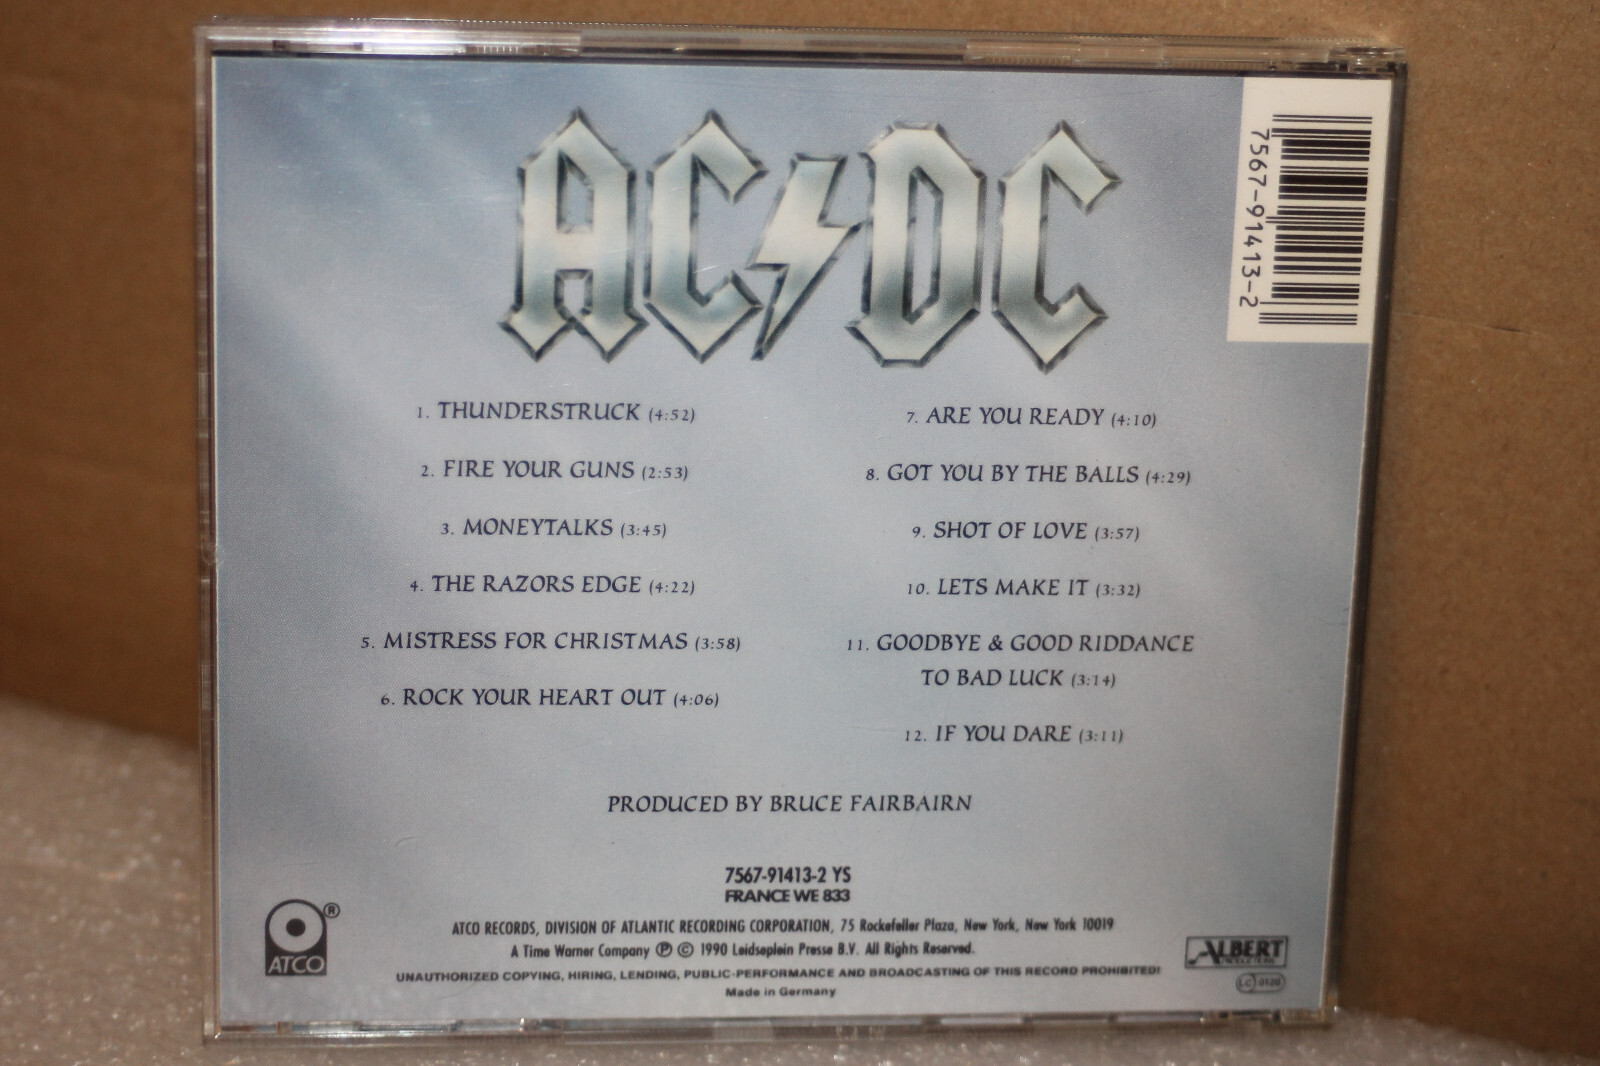 AC DC
7567-91413-2
1. THUNDERSTRUCK (4:52)
2. FIRE YOUR GUNS (2:53)
3. MONEYTALKS (3:45)
4. THE RAZORS EDGE (4:22)
5. MISTRESS FOR CHRISTMAS (3:58)
6. ROCK YOUR HEART OUT (4:06)
7. ARE YOU READY (4:10)
8. GOT YOU BY THE BALLS (4:29)
9. SHOT OF LOVE (3:57)
10. LETS MAKE IT (3:32)
11. GOODBYE & GOOD RIDDANCE
TO BAD LUCK (3:14)
12. IF YOU DARE (3:11)
PRODUCED BY BRUCE FAIRBAIRN
7567-91413-2 YS
FRANCE WE 833
ATCO RECORDS, DIVISION OF ATLANTIC RECORDING CORPORATION, 75 Rockefeller Plaza, New York, New York 10019
A Time Warner Company Ⓟ © 1990 Leidseplein Presse B.V. All Rights Reserved.
UNAUTHORIZED COPYING, HIRING, LENDING, PUBLIC-PERFORMANCE AND BROADCASTING OF THIS RECORD PROHIBITED!
Made in Germany
ATCO ®
ALBERT
LC